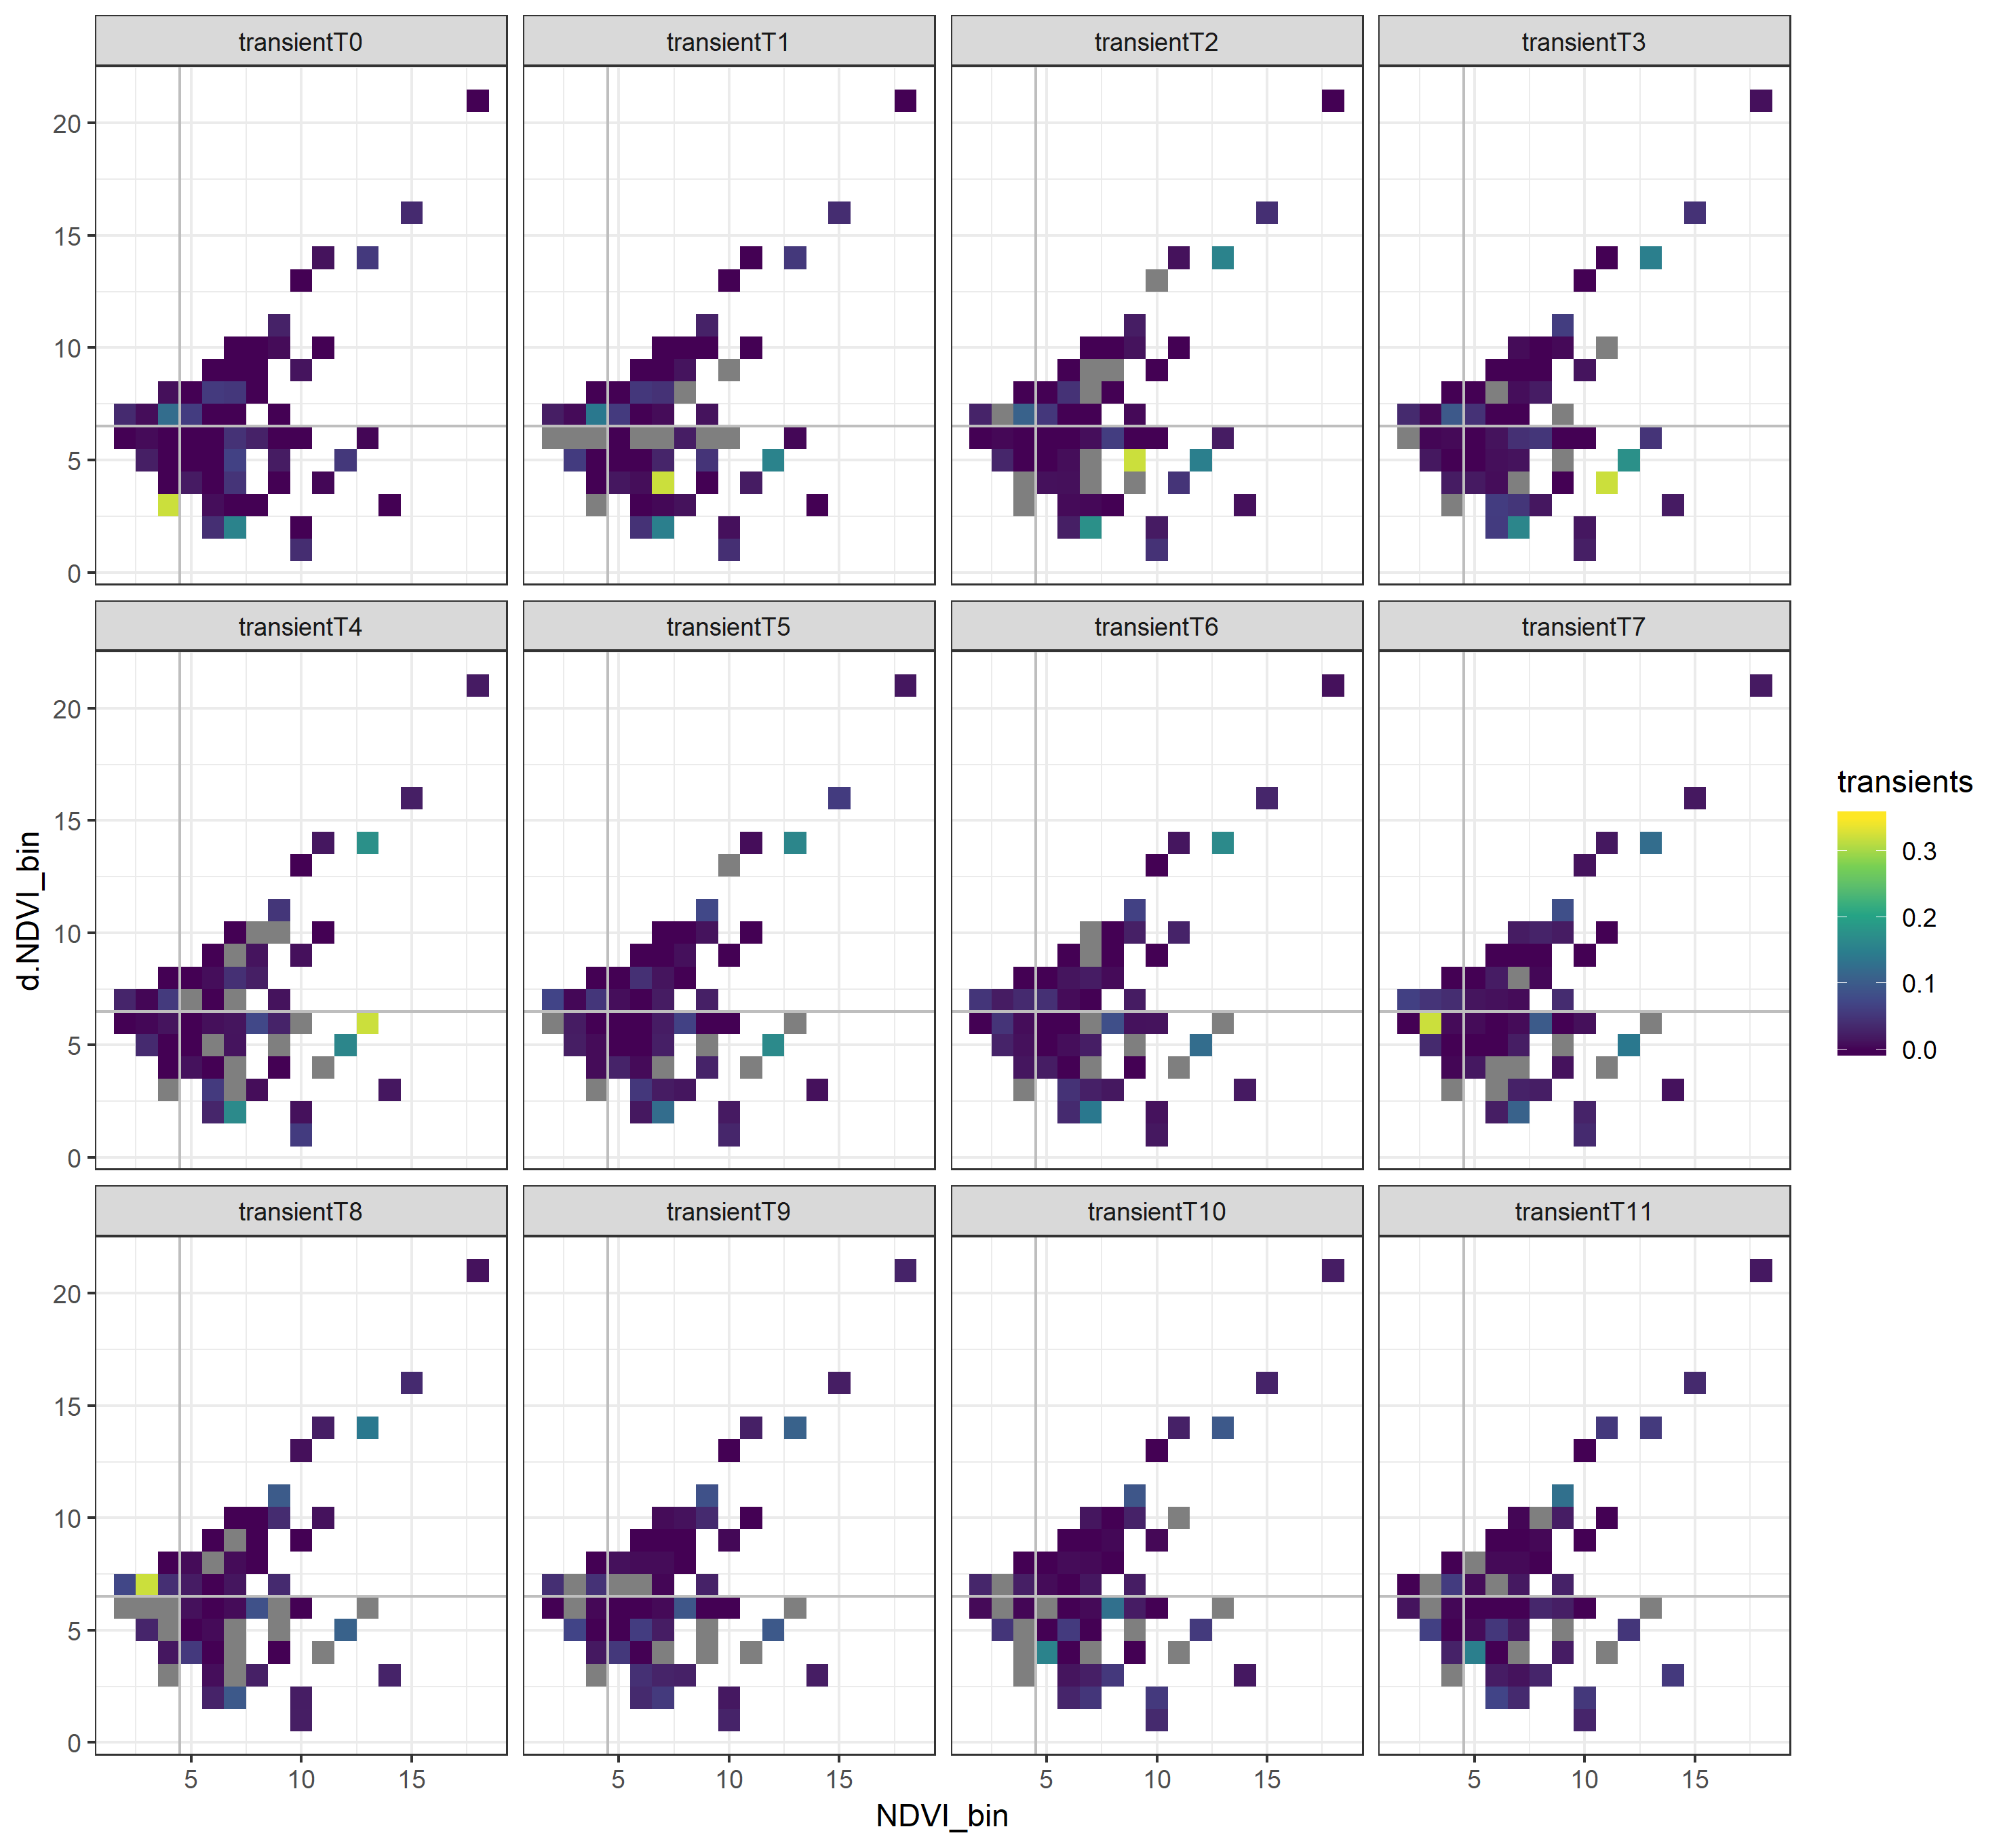 transientT0 transientT1 transientT2 transientT3
20
15
10
5
0
transientT4 transientT5 transientT6 transientT7
20
15
10
5
0
transientT8 transientT9 transientT10 transientT11
20
15
10
5
0
5 10 15 5 10 15 5 10 15 5 10 15
NDVI_bin
d.NDVI_bin
transients
0.3
0.2
0.1
0.0